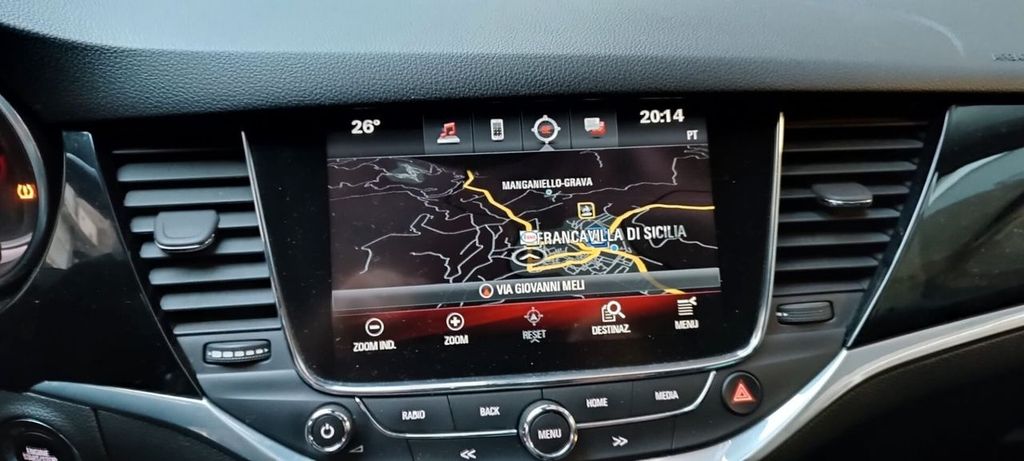 26° 20:14
PT
MANGANIELLO-GRAVA
FRANCAVILLA DI SICILIA
VIA GIOVANNI MELI
ZOOM IND. ZOOM RESET DESTINAZ. MENU
RADIO BACK HOME MEDIA
MENU